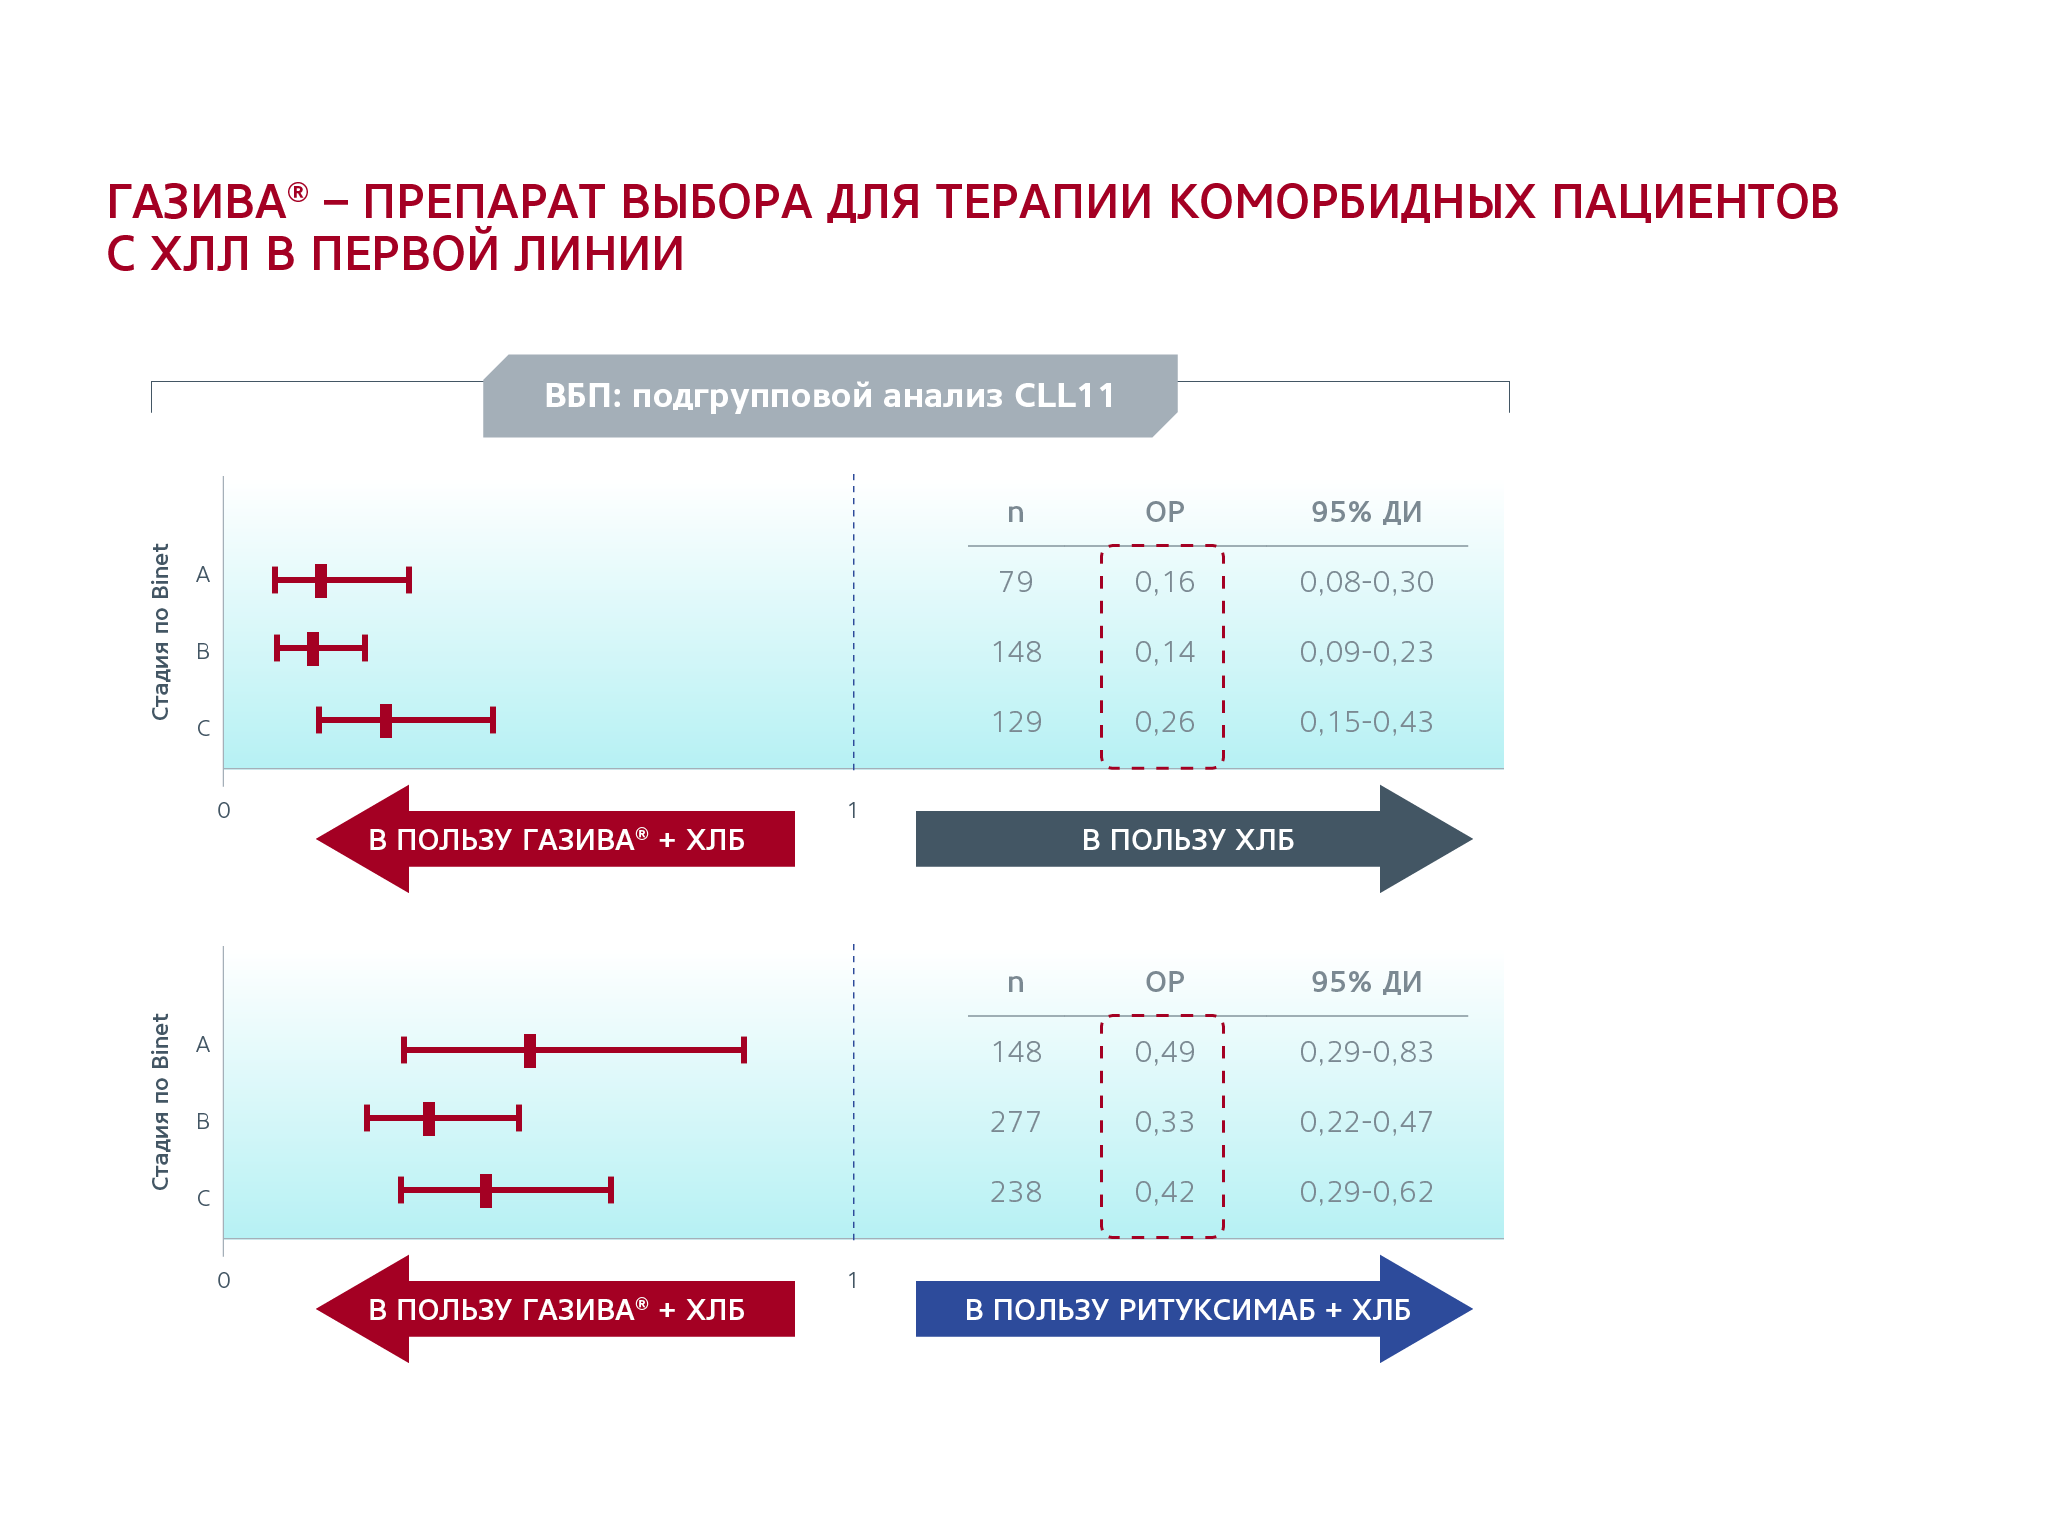 ГАЗИВА® – ПРЕПАРАТ ВЫБОРА ДЛЯ ТЕРАПИИ КОМОРБИДНЫХ ПАЦИЕНТОВ
С ХЛЛ В ПЕРВОЙ ЛИНИИ
ВБП: подгрупповой анализ CLL11
Стадия по Binet
n ОР 95% ДИ
A 79 0,16 0,08-0,30
B 148 0,14 0,09-0,23
C 129 0,26 0,15-0,43
0 1
В ПОЛЬЗУ ГАЗИВА® + ХЛБ
В ПОЛЬЗУ ХЛБ
Стадия по Binet
n ОР 95% ДИ
A 148 0,49 0,29-0,83
B 277 0,33 0,22-0,47
C 238 0,42 0,29-0,62
0 1
В ПОЛЬЗУ ГАЗИВА® + ХЛБ
В ПОЛЬЗУ РИТУКСИМАБ + ХЛБ